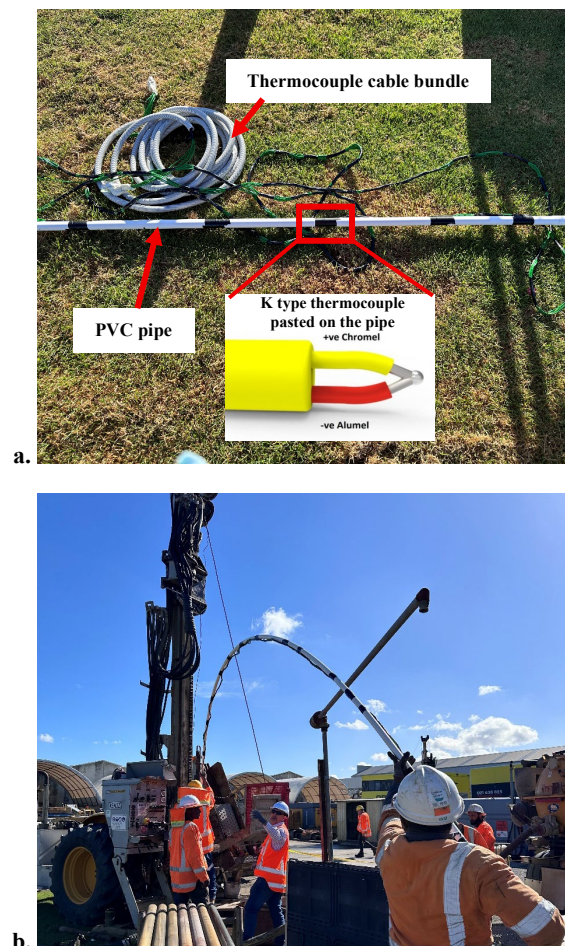 Thermocouple cable bundle
PVC pipe
K type thermocouple
pasted on the pipe
+ve Chromel
-ve Alumel
a.
b.